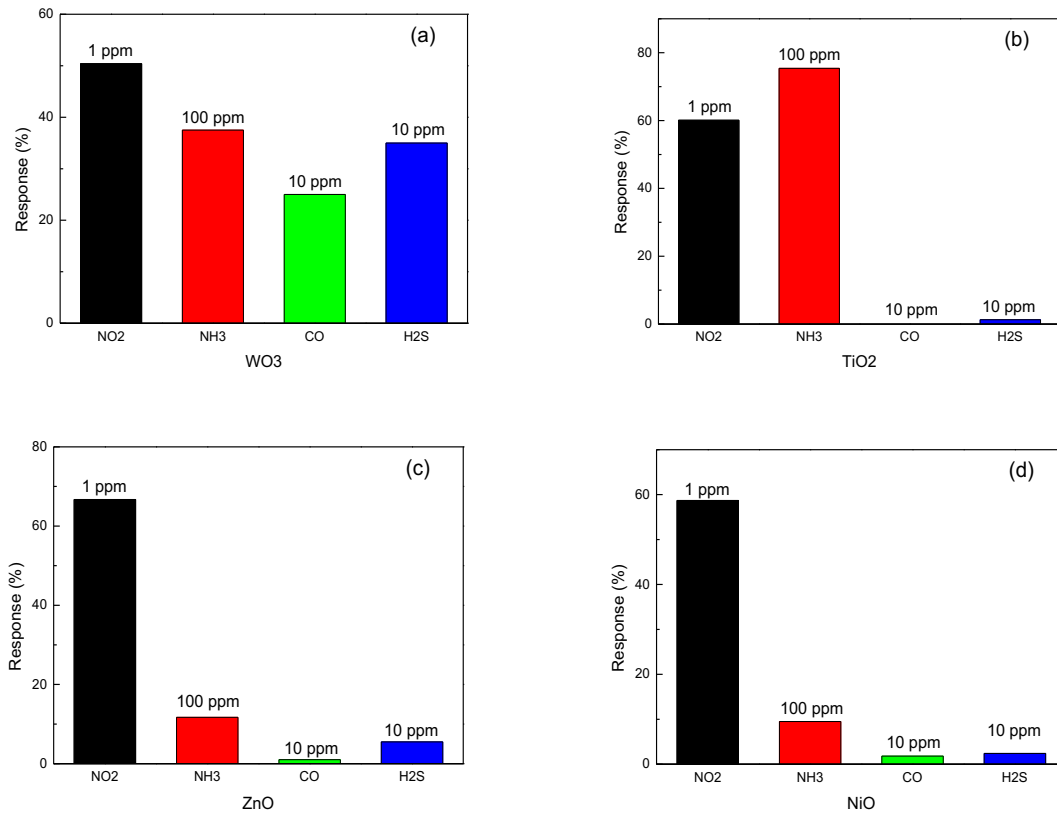 (a)
60
40
20
0
Response (%)
1 ppm
100 ppm
10 ppm
10 ppm
NO2 NH3 CO H2S
WO3
(b)
80
60
40
20
0
Response (%)
1 ppm
100 ppm
10 ppm
10 ppm
NO2 NH3 CO H2S
TiO2
(c)
80
60
40
20
0
Response (%)
1 ppm
100 ppm
10 ppm
10 ppm
NO2 NH3 CO H2S
ZnO
(d)
60
40
20
0
Response (%)
1 ppm
100 ppm
10 ppm
10 ppm
NO2 NH3 CO H2S
NiO